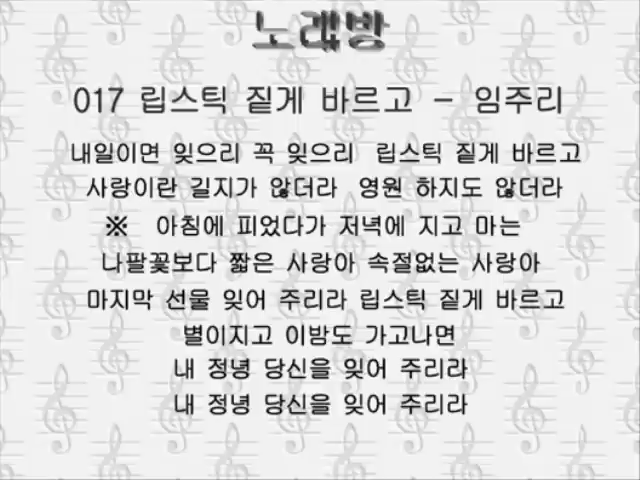 노래방
017 립스틱 짙게 바르고 - 임주리
내일이면 잊으리 꼭 잊으리 립스틱 짙게 바르고
사랑이란 길지가 않더라 영원 하지도 않더라
※ 아침에 피었다가 저녁에 지고 마는
나팔꽃보다 짧은 사랑아 속절없는 사랑아
마지막 선물 잊어 주리라 립스틱 짙게 바르고
별이지고 이방도 가고나면
내 정녕 당신을 잊어 주리라
내 정녕 당신을 잊어 주리라